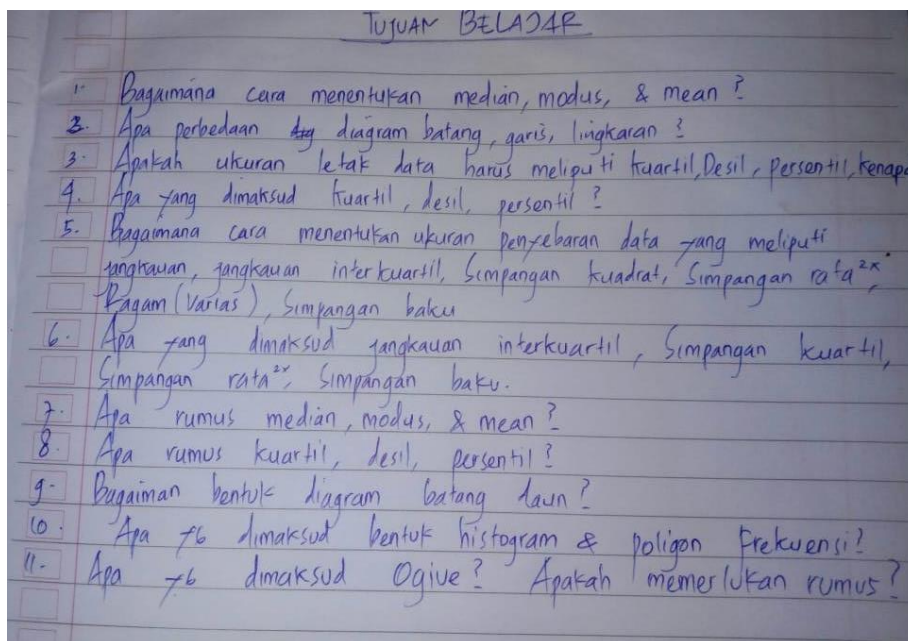 TUJUAN BELAJAR
1. Bagaimana cara menentukan median, modus, & mean?
2. Apa perbedaan diagram batang, garis, lingkaran?
3. Apakah ukuran letak data harus meliputi kuartil, Desil, persentil, kenapa
4. Apa yang dimaksud kuartil, desil, persentil?
5. Bagaimana cara menentukan ukuran penyebaran data yang meliputi
jangkauan, jangkauan interkuartil, Simpangan kuadrat, Simpangan rata²ˣ,
Ragam (Varias), Simpangan baku
6. Apa yang dimaksud jangkauan interkuartil, Simpangan kuartil,
Simpangan rata²ˣ, Simpangan baku.
7. Apa rumus median, modus, & mean?
8. Apa rumus kuartil, desil, persentil?
9. Bagaiman bentuk diagram batang daun?
10. Apa yg dimaksud bentuk histogram & poligon Frekuensi?
11. Apa yg dimaksud Ogive? Apakah memerlukan rumus?